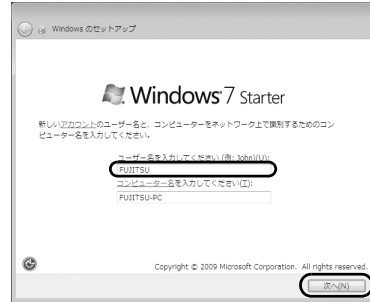 Windows のセットアップ
Windows 7 Starter
新しいアカウントのユーザー名と、コンピューターをネットワーク上で識別するためのコン
ピューター名を入力してください。
ユーザー名を入力してください (例: John)(U):
FUJITSU
コンピューター名を入力してください(T):
FUJITSU-PC
Copyright © 2009 Microsoft Corporation. All rights reserved.
次へ(N)